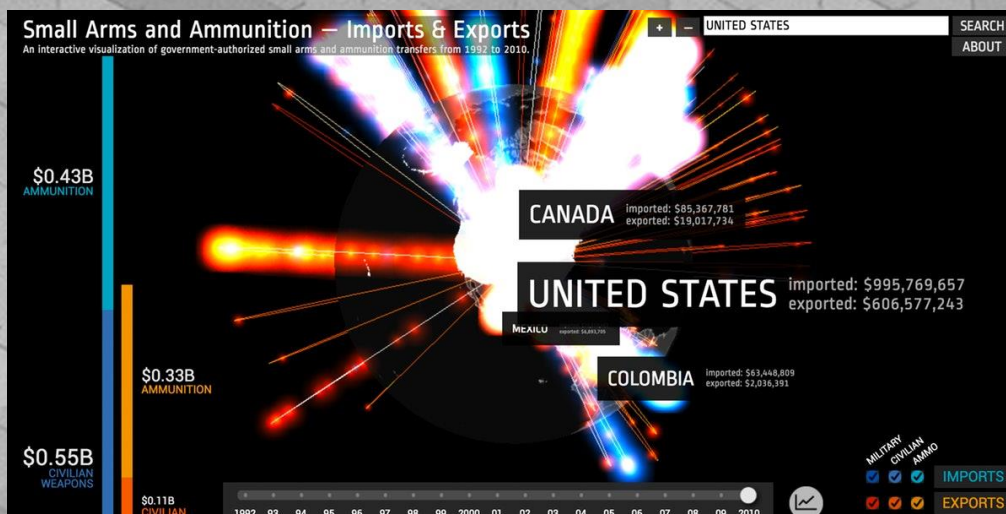 Small Arms and Ammunition — Imports & Exports
An interactive visualization of government-authorized small arms and ammunition transfers from 1992 to 2010.
+ − UNITED STATES SEARCH
ABOUT
$0.43B
AMMUNITION
CANADA
imported: $85,367,781
exported: $19,017,734
UNITED STATES
imported: $995,769,657
exported: $606,577,243
MEXICO
COLOMBIA
imported: $63,448,809
exported: $2,036,391
$0.33B
AMMUNITION
$0.55B
CIVILIAN
WEAPONS
$0.11B
CIVILIAN
MILITARY CIVILIAN AMMO
IMPORTS
EXPORTS
1992 93 94 95 96 97 98 99 2000 01 02 03 04 05 06 07 08 09 2010